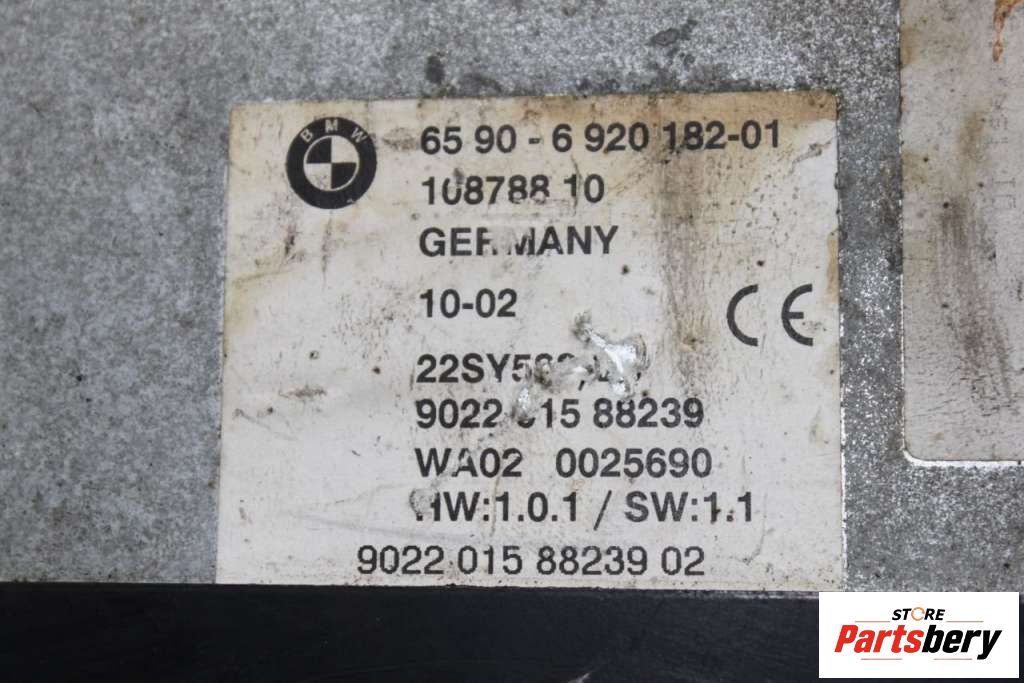 BMW
65 90 - 6 920 182-01
108788 10
GERMANY
10-02
CE
9022 015 88239
WA02 0025690
HW:1.0.1 / SW:1.1
9022 015 88239 02
STORE
Partsbery